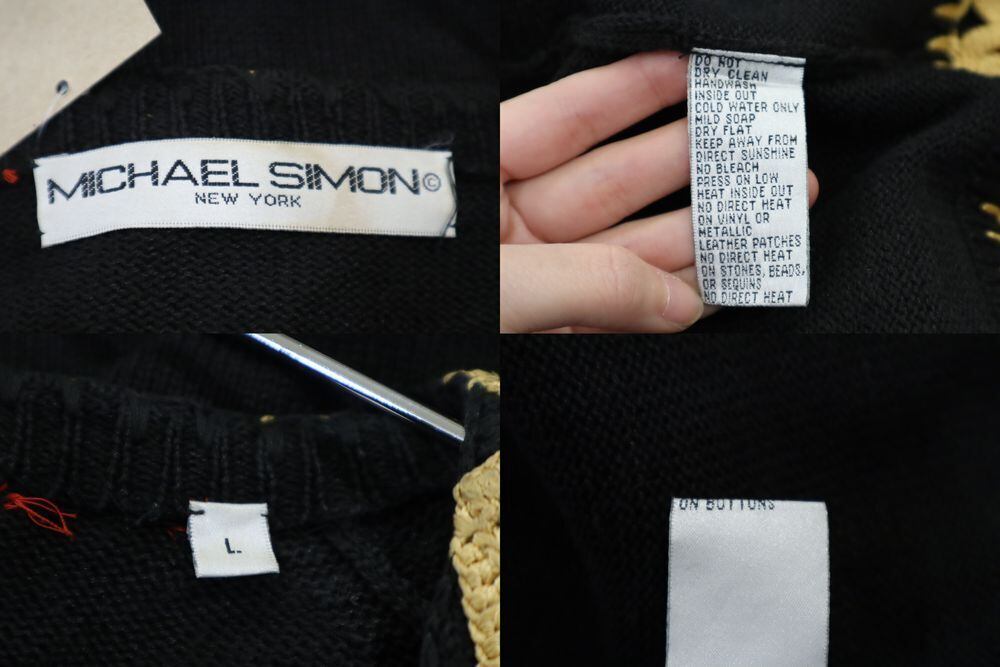 MICHAEL SIMON©
NEW YORK
DO NOT
DRY CLEAN
HANDWASH
INSIDE OUT
COLD WATER ONLY
MILD SOAP
DRY FLAT
KEEP AWAY FROM
DIRECT SUNSHINE
NO BLEACH
PRESS ON LOW
HEAT INSIDE OUT
NO DIRECT HEAT
ON VINYL OR
METALLIC
LEATHER PATCHES
NO DIRECT HEAT
ON STONES, BEADS,
OR SEQUINS
NO DIRECT HEAT
L.
ON BUTTONS